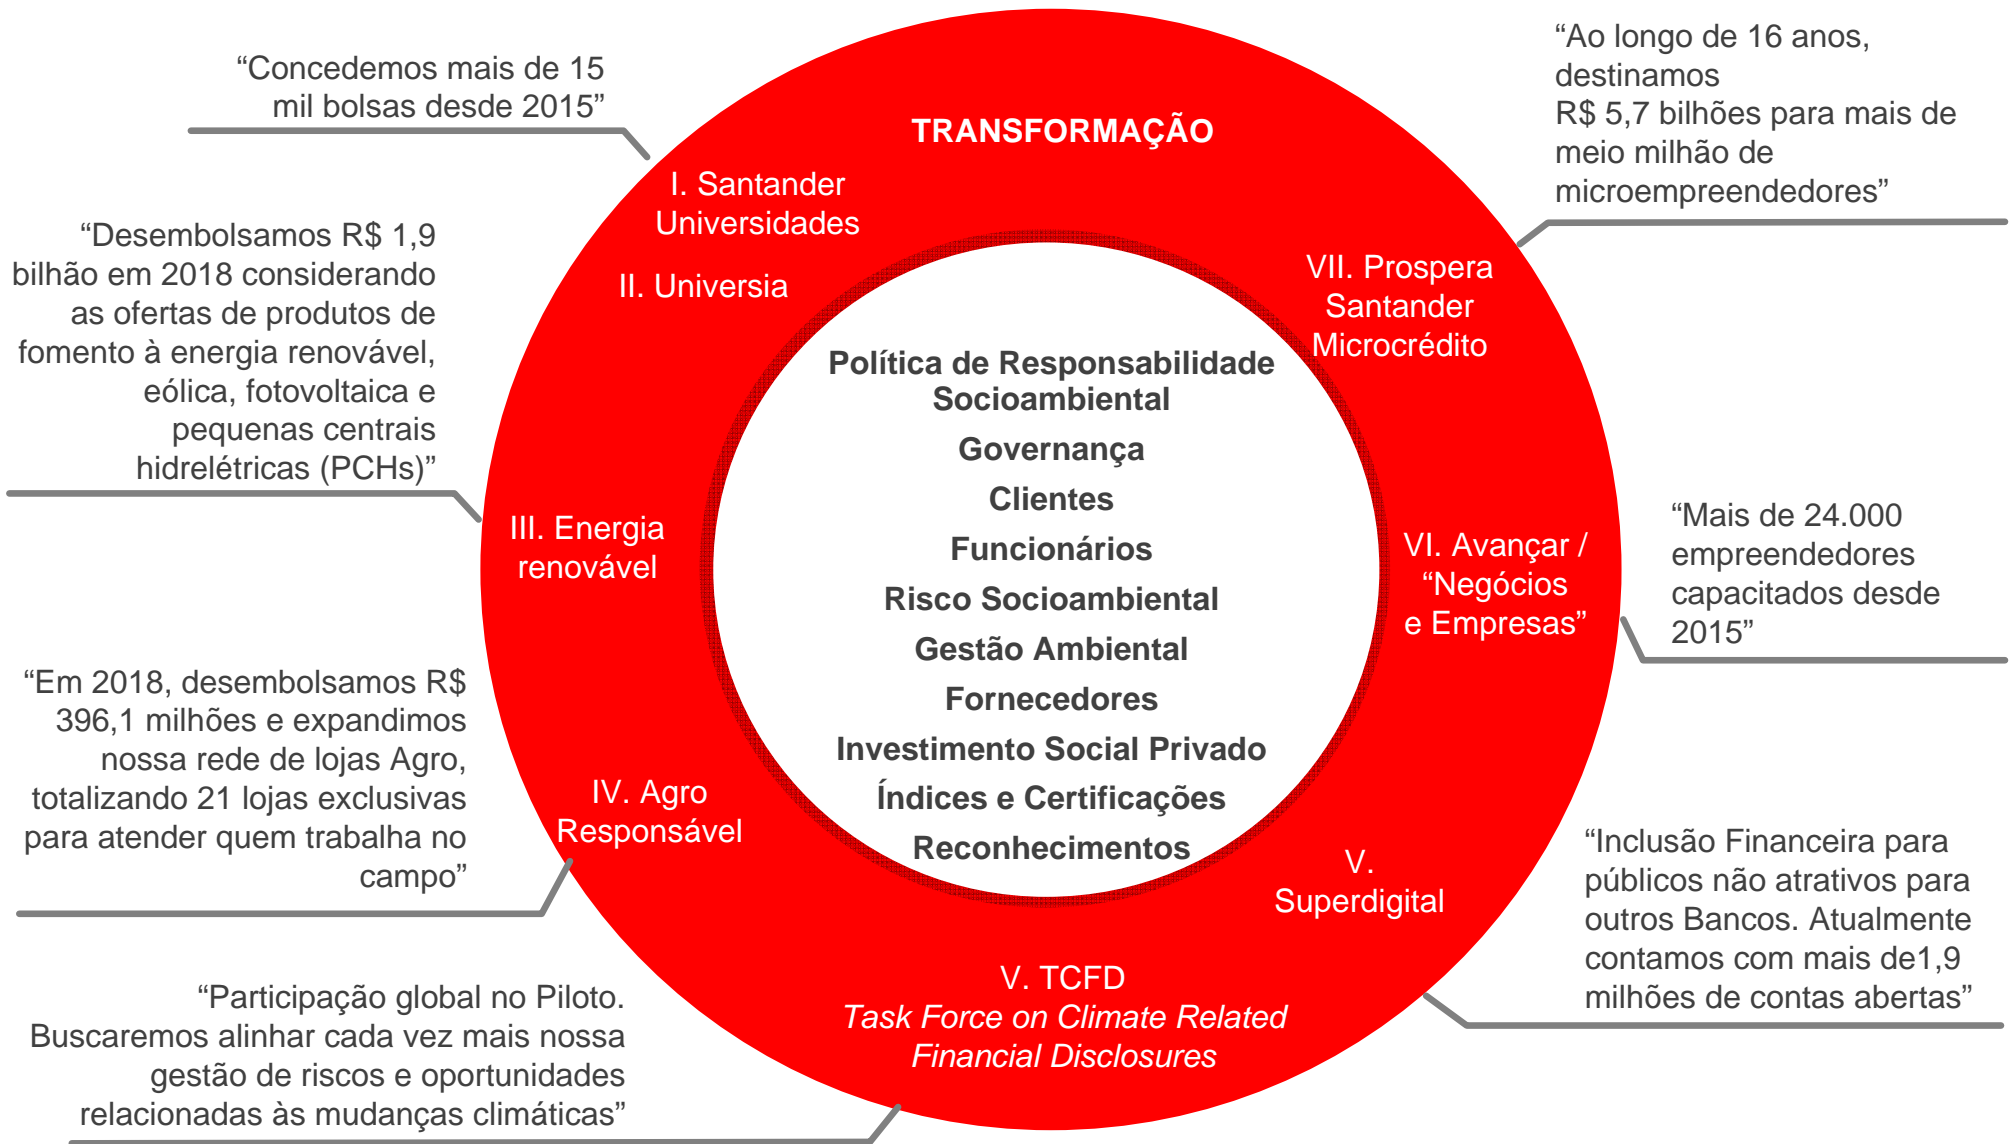 “Concedemos mais de 15
mil bolsas desde 2015”
“Desembolsamos R$ 1,9
bilhão em 2018 considerando
as ofertas de produtos de
fomento à energia renovável,
eólica, fotovoltaica e
pequenas centrais
hidrelétricas (PCHs)”
“Em 2018, desembolsamos R$
396,1 milhões e expandimos
nossa rede de lojas Agro,
totalizando 21 lojas exclusivas
para atender quem trabalha no
campo”
“Participação global no Piloto.
Buscaremos alinhar cada vez mais nossa
gestão de riscos e oportunidades
relacionadas às mudanças climáticas”
TRANSFORMAÇÃO
I. Santander
Universidades
II. Universia
III. Energia
renovável
IV. Agro
Responsável
V. TCFD
Task Force on Climate Related
Financial Disclosures
V.
Superdigital
VI. Avançar /
“Negócios
e Empresas”
VII. Prospera
Santander
Microcrédito
Política de Responsabilidade
Socioambiental
Governança
Clientes
Funcionários
Risco Socioambiental
Gestão Ambiental
Fornecedores
Investimento Social Privado
Índices e Certificações
Reconhecimentos
“Ao longo de 16 anos,
destinamos
R$ 5,7 bilhões para mais de
meio milhão de
microempreendedores”
“Mais de 24.000
empreendedores
capacitados desde
2015”
“Inclusão Financeira para
públicos não atrativos para
outros Bancos. Atualmente
contamos com mais de1,9
milhões de contas abertas”